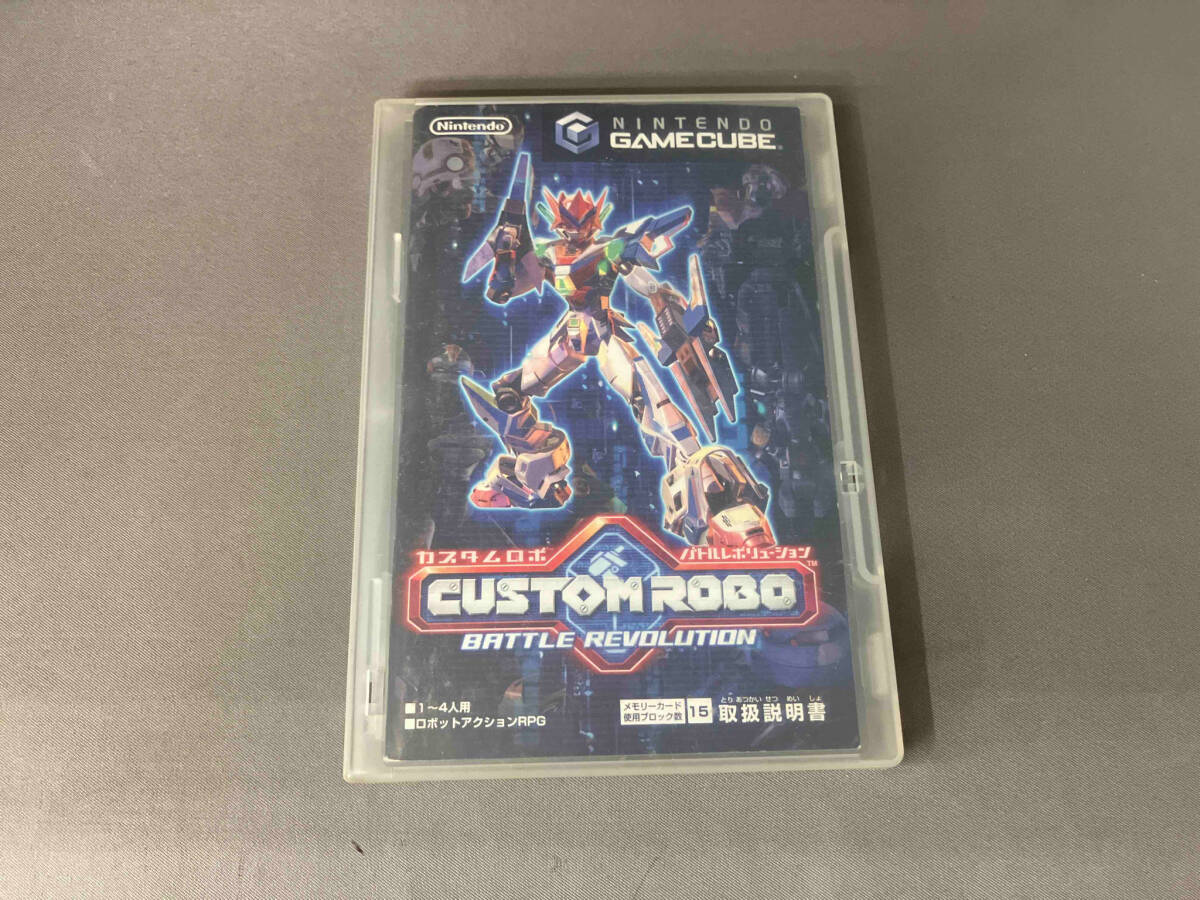 Nintendo
NINTENDO
GAMECUBE
カスタムロボ バトルレボリューション™
CUSTOM ROBO
BATTLE REVOLUTION
■1～4人用
■ロボットアクションRPG
メモリーカード
使用ブロック数 15
とり あつかい せつ めい しょ
取扱説明書